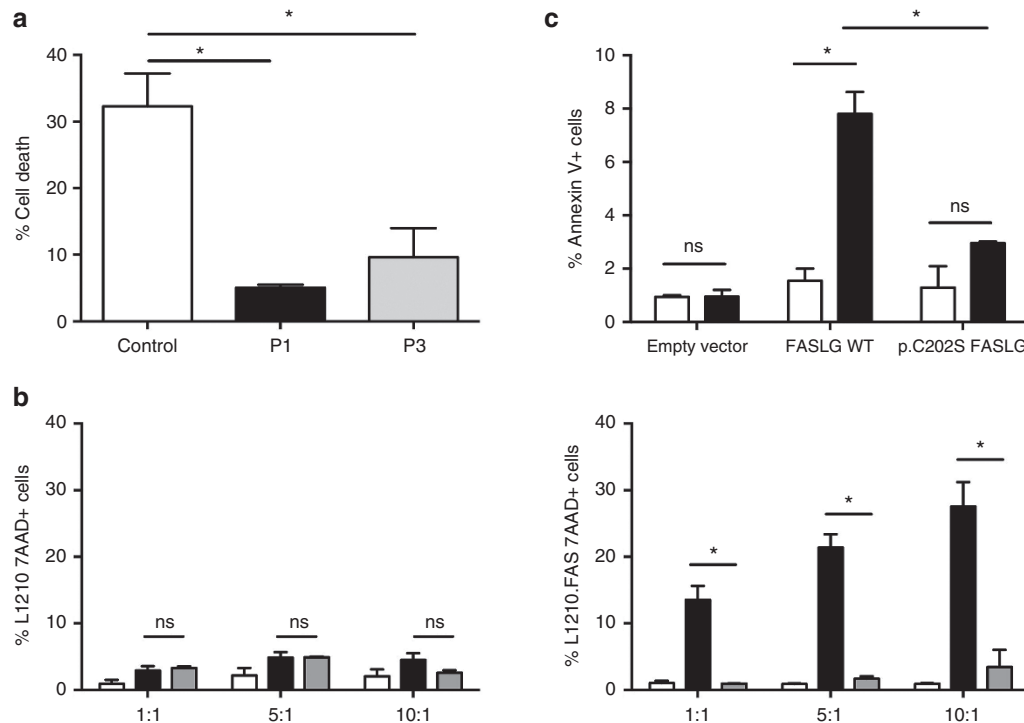 a
*
*
% Cell death
40
30
20
10
0
Control P1 P3
c
*
*
ns
ns
% Annexin V+ cells
10
8
6
4
2
0
Empty vector FASLG WT p.C202S FASLG
b
% L1210 7AAD+ cells
40
30
20
10
0
ns ns ns
1:1 5:1 10:1
% L1210.FAS 7AAD+ cells
40
30
20
10
0
*
*
*
1:1 5:1 10:1